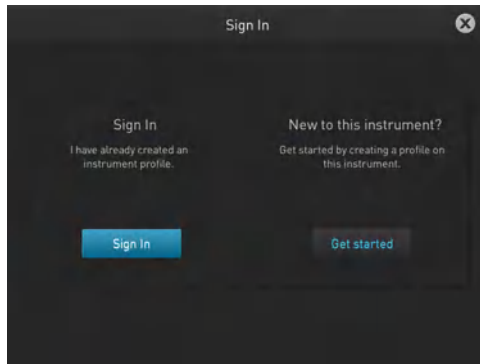 Sign In
Sign In
I have already created an
instrument profile.
Sign In
New to this instrument?
Get started by creating a profile on
this instrument.
Get started